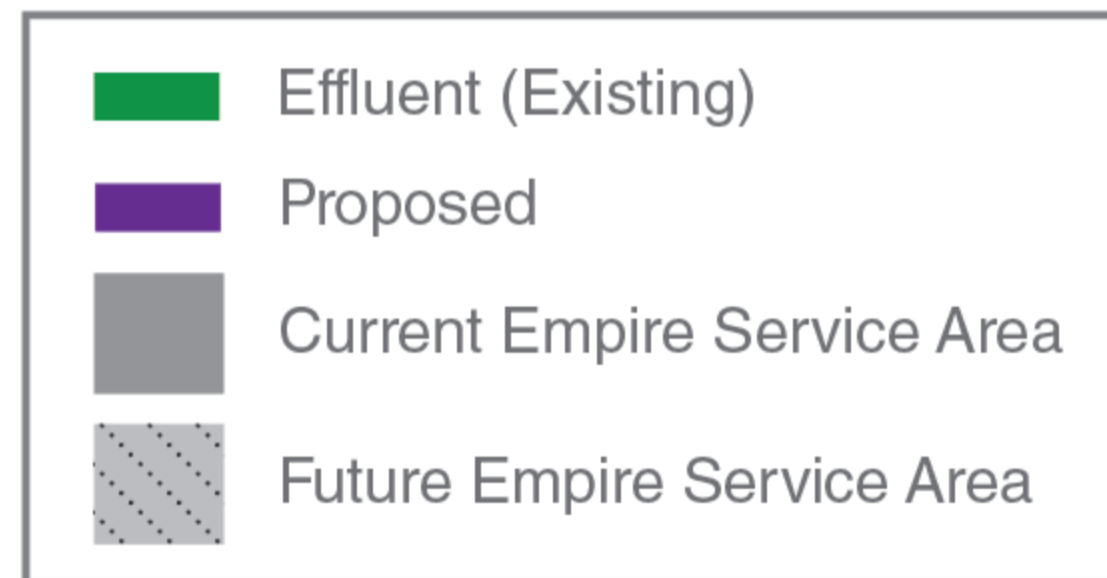 Effluent (Existing)
Proposed
Current Empire Service Area
Future Empire Service Area